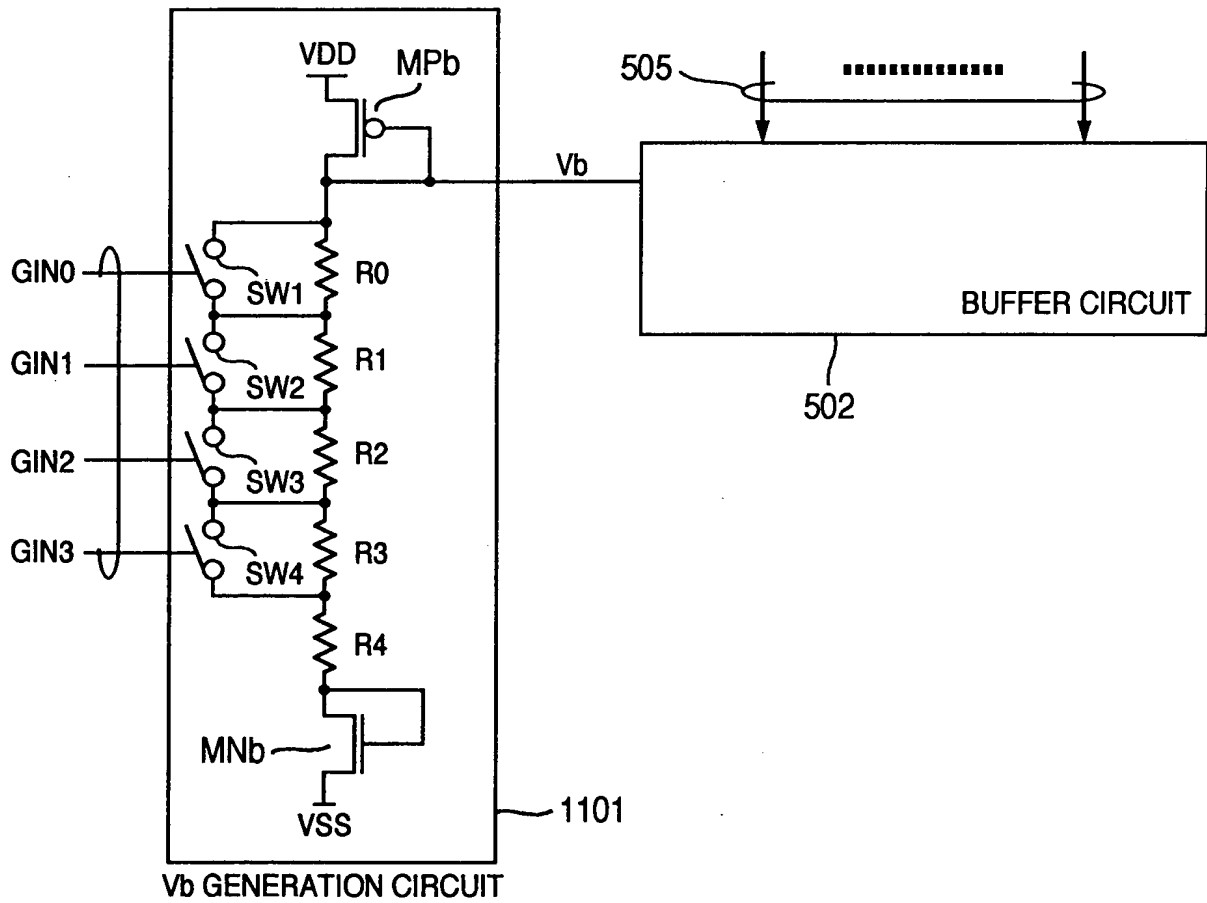 VDD
MPb
505
Vb
GIN0
SW1
R0
BUFFER CIRCUIT
GIN1
SW2
R1
502
GIN2
SW3
R2
GIN3
SW4
R3
R4
MNb
VSS
1101
Vb GENERATION CIRCUIT